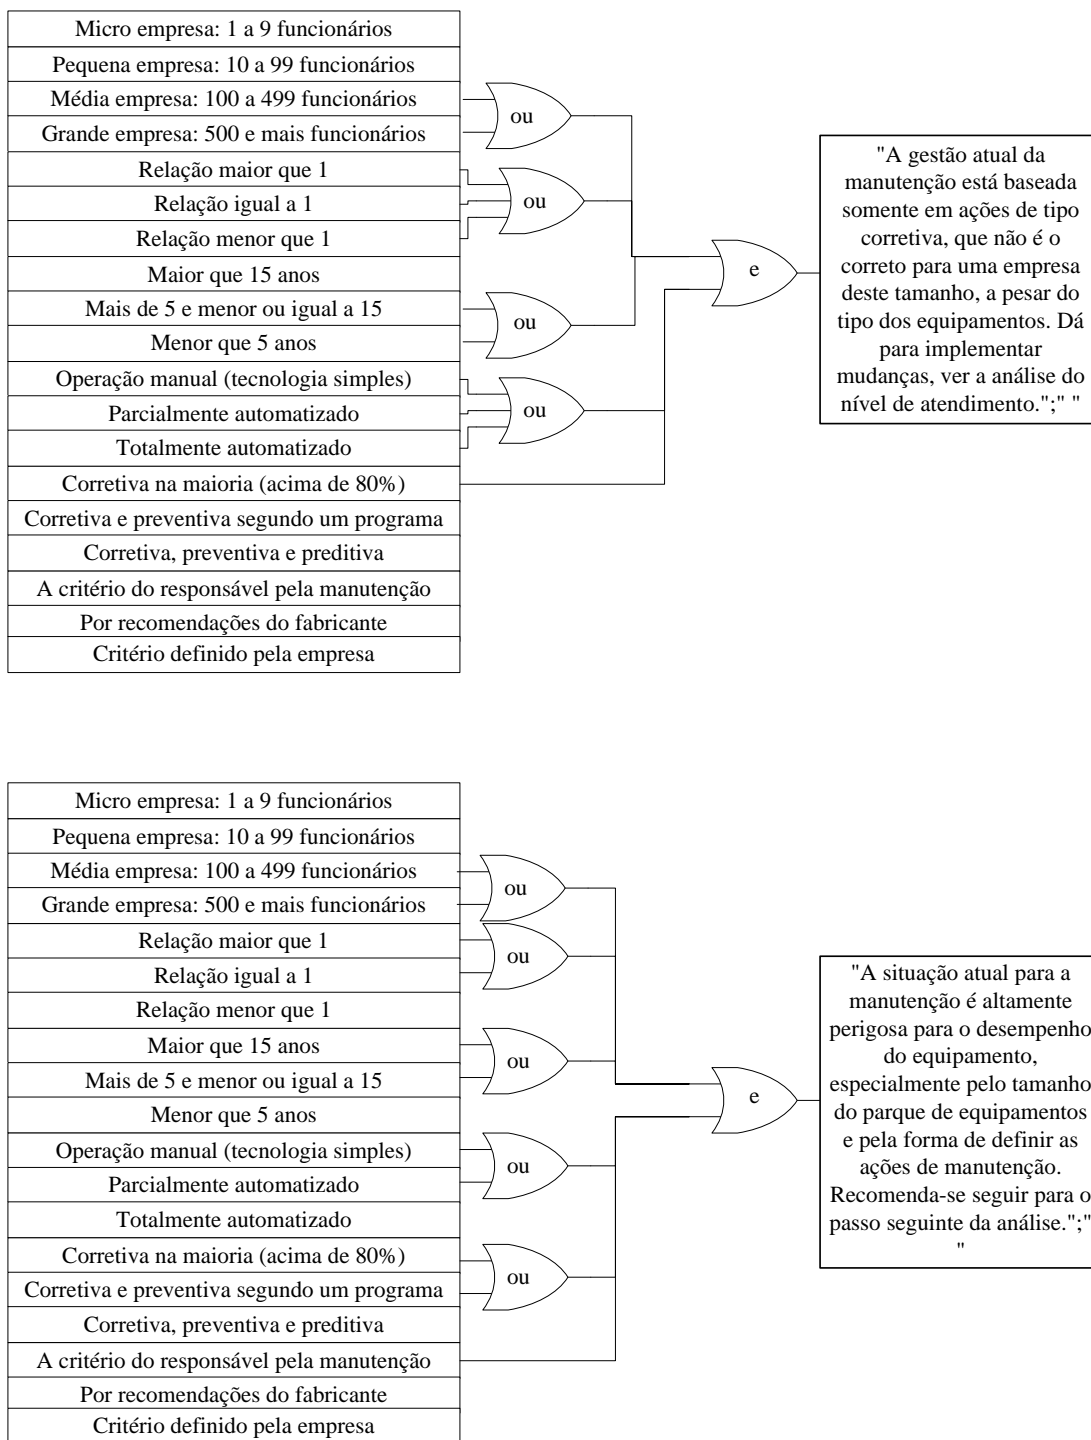 Micro empresa: 1 a 9 funcionários
Pequena empresa: 10 a 99 funcionários
Média empresa: 100 a 499 funcionários
Grande empresa: 500 e mais funcionários
Relação maior que 1
Relação igual a 1
Relação menor que 1
Maior que 15 anos
Mais de 5 e menor ou igual a 15
Menor que 5 anos
Operação manual (tecnologia simples)
Parcialmente automatizado
Totalmente automatizado
Corretiva na maioria (acima de 80%)
Corretiva e preventiva segundo um programa
Corretiva, preventiva e preditiva
A critério do responsável pela manutenção
Por recomendações do fabricante
Critério definido pela empresa
ou
ou
ou
ou
e
"A gestão atual da
manutenção está baseada
somente em ações de tipo
corretiva, que não é o
correto para uma empresa
deste tamanho, a pesar do
tipo dos equipamentos. Dá
para implementar
mudanças, ver a análise do
nível de atendimento.";" "
Micro empresa: 1 a 9 funcionários
Pequena empresa: 10 a 99 funcionários
Média empresa: 100 a 499 funcionários
Grande empresa: 500 e mais funcionários
Relação maior que 1
Relação igual a 1
Relação menor que 1
Maior que 15 anos
Mais de 5 e menor ou igual a 15
Menor que 5 anos
Operação manual (tecnologia simples)
Parcialmente automatizado
Totalmente automatizado
Corretiva na maioria (acima de 80%)
Corretiva e preventiva segundo um programa
Corretiva, preventiva e preditiva
A critério do responsável pela manutenção
Por recomendações do fabricante
Critério definido pela empresa
ou
ou
ou
ou
ou
e
"A situação atual para a
manutenção é altamente
perigosa para o desempenho
do equipamento,
especialmente pelo tamanho
do parque de equipamentos
e pela forma de definir as
ações de manutenção.
Recomenda-se seguir para o
passo seguinte da análise.";"
"